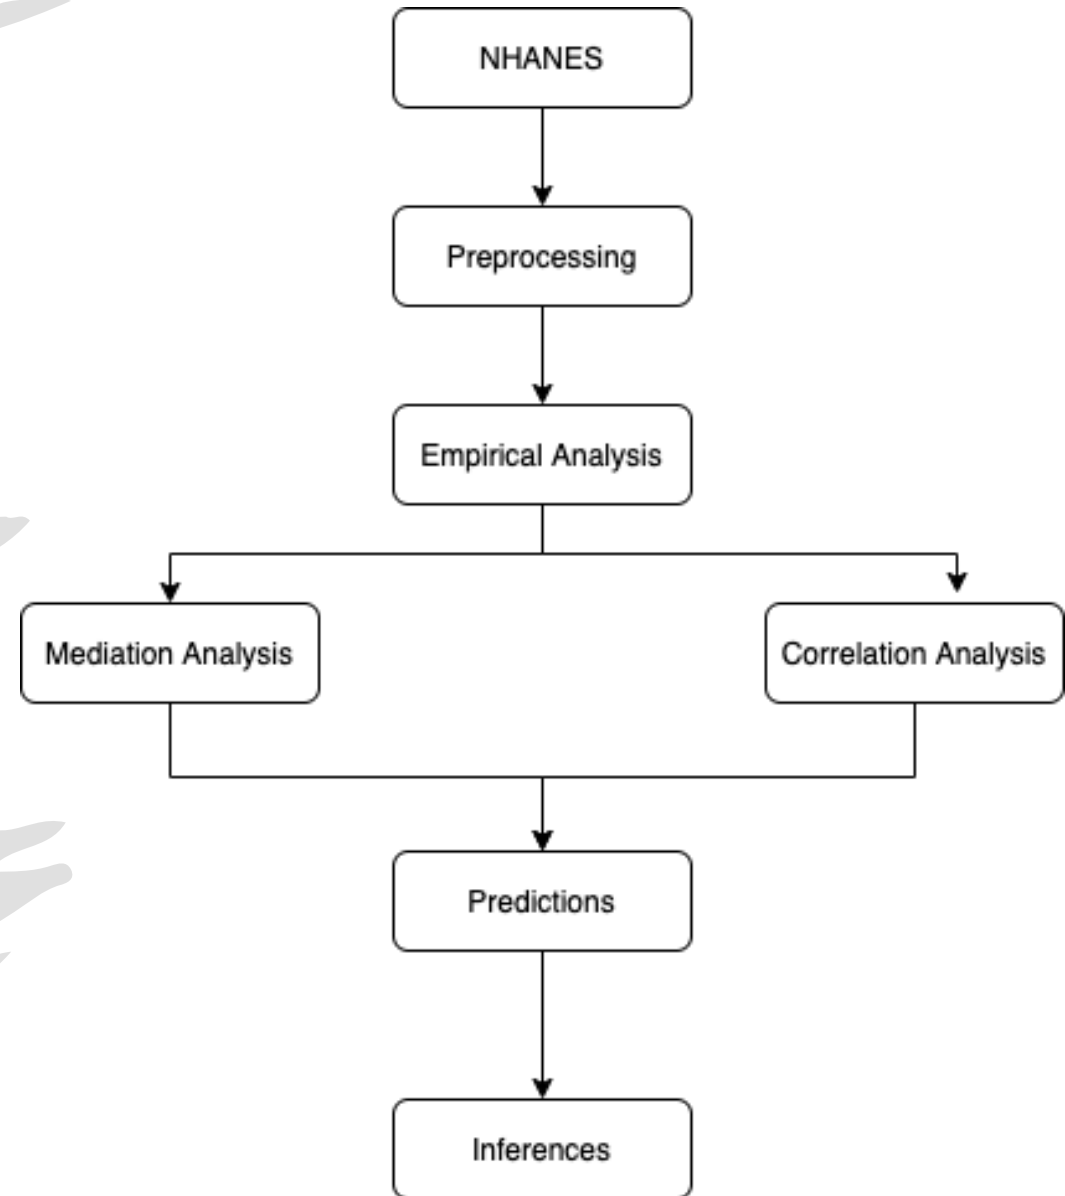 NHANES
Preprocessing
Empirical Analysis
Mediation Analysis
Correlation Analysis
Predictions
Inferences